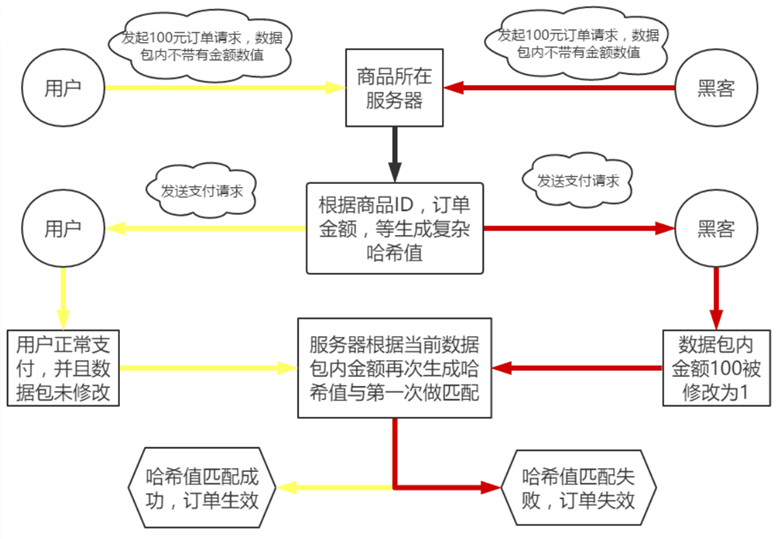 发起100元订单请求，数据
包内不带有金额数值
发起100元订单请求，数据
包内不带有金额数值
用户
商品所在
服务器
黑客
发送支付请求
发送支付请求
用户
根据商品ID，订单
金额，等生成复杂
哈希值
黑客
用户正常支
付，并且数
据包未修改
服务器根据当前数据
包内金额再次生成哈
希值与第一次做匹配
数据包内
金额100被
修改为1
哈希值匹配成
功，订单生效
哈希值匹配失
败，订单失效